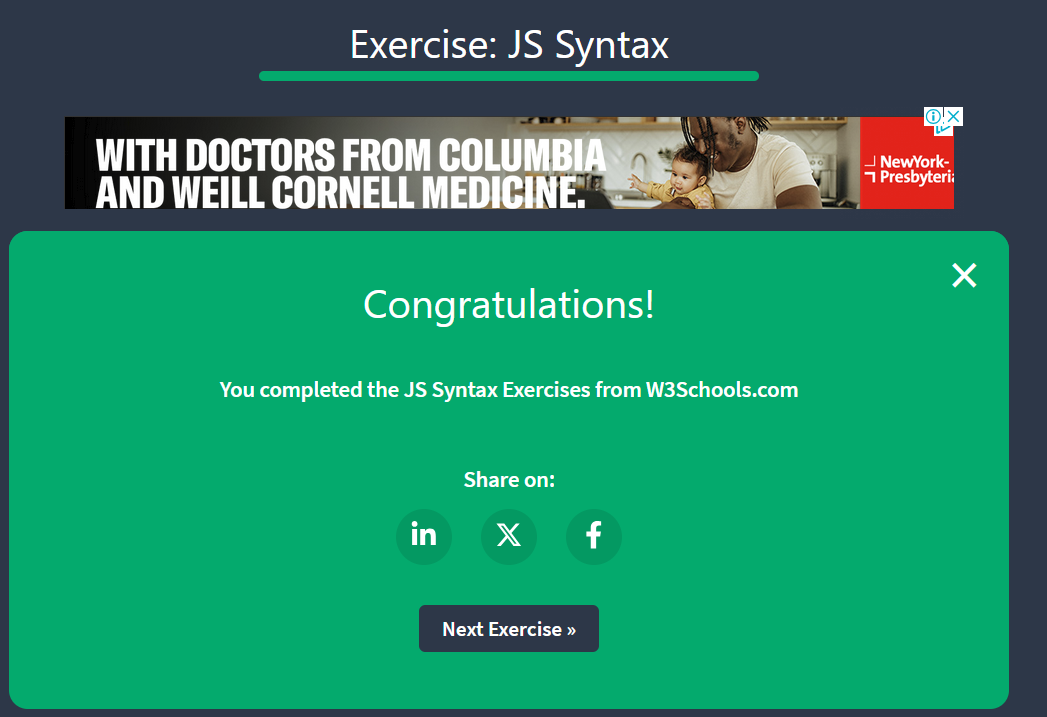 Exercise: JS Syntax
WITH DOCTORS FROM COLUMBIA
AND WEILL CORNELL MEDICINE.
NewYork-
Presbyteria
Congratulations!
You completed the JS Syntax Exercises from W3Schools.com
Share on:
in
X
f
Next Exercise »